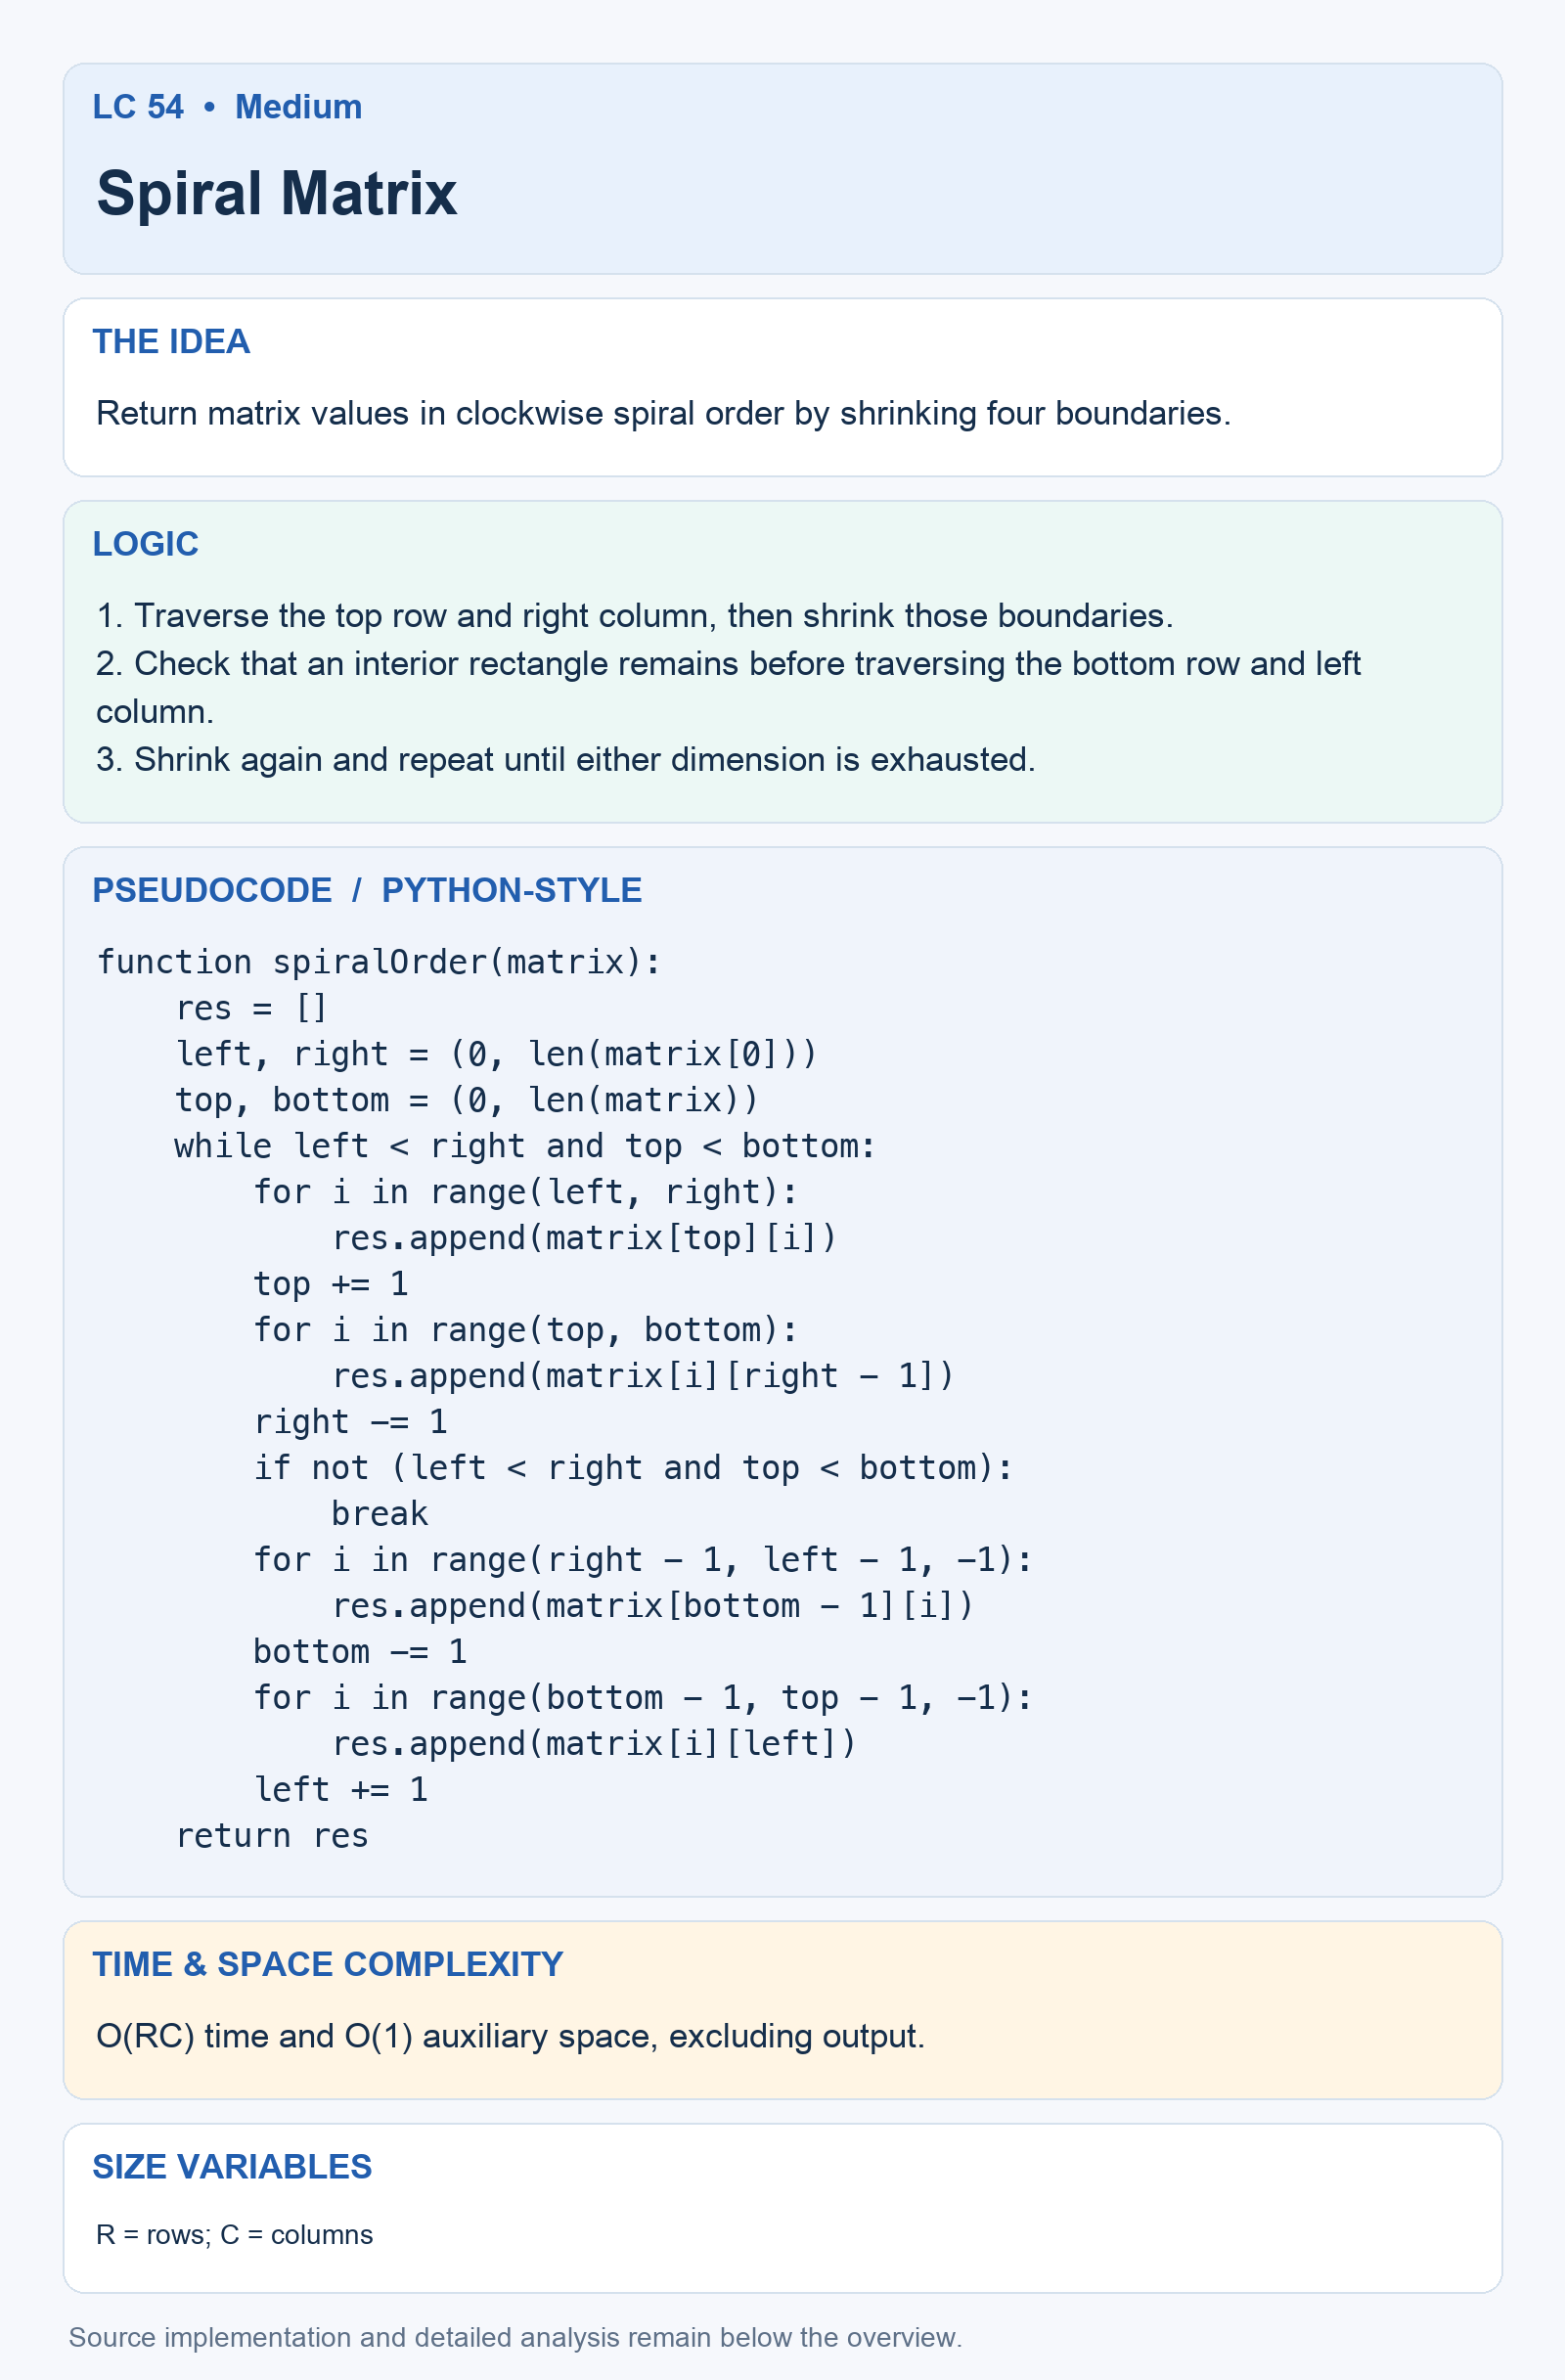 LC 54 • Medium
Spiral Matrix
THE IDEA
Return matrix values in clockwise spiral order by shrinking four boundaries.
LOGIC
1. Traverse the top row and right column, then shrink those boundaries.
2. Check that an interior rectangle remains before traversing the bottom row and left
column.
3. Shrink again and repeat until either dimension is exhausted.
PSEUDOCODE / PYTHON-STYLE
function spiralOrder(matrix):
    res = []
    left, right = (0, len(matrix[0]))
    top, bottom = (0, len(matrix))
    while left < right and top < bottom:
        for i in range(left, right):
            res.append(matrix[top][i])
        top += 1
        for i in range(top, bottom):
            res.append(matrix[i][right − 1])
        right −= 1
        if not (left < right and top < bottom):
            break
        for i in range(right − 1, left − 1, −1):
            res.append(matrix[bottom − 1][i])
        bottom −= 1
        for i in range(bottom − 1, top − 1, −1):
            res.append(matrix[i][left])
        left += 1
    return res
TIME & SPACE COMPLEXITY
O(RC) time and O(1) auxiliary space, excluding output.
SIZE VARIABLES
R = rows; C = columns
Source implementation and detailed analysis remain below the overview.